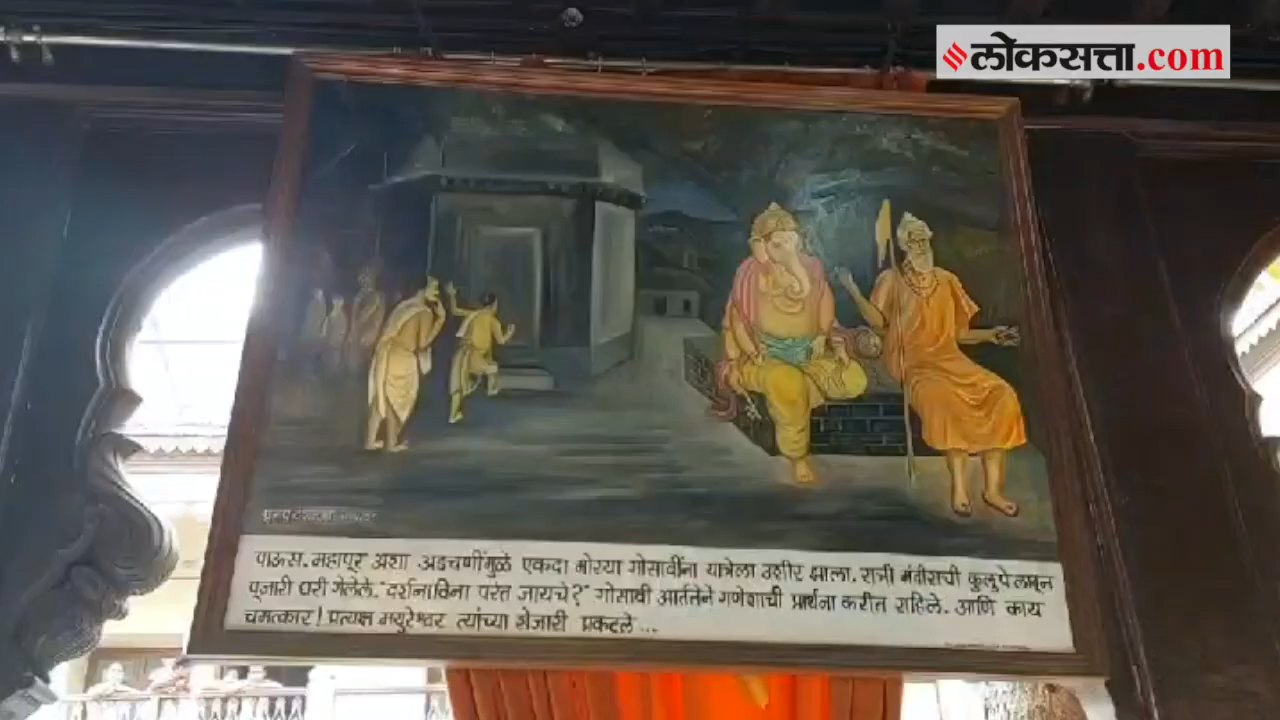 लोकसत्ता.com
पाऊस. महापूर अशा अडचणींमुळे एकदा मोरया गोसावींना यात्रेला उशीर झाला. रात्री मंदीराची कुलुपे लावून
पूजारी घरी गेलेले. "दर्शनाविना परत जायचे?" गोसावी आर्ततेने गणेशाची प्रार्थना करीत राहिले. आणि काय
चमत्कार! प्रत्यक्ष मयुरेश्वर त्यांच्या शेजारी प्रकटले ...